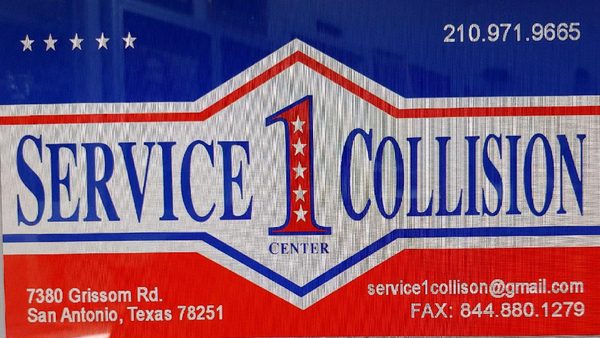 210.971.9665
SERVICE 1 COLLISION
CENTER
7380 Grissom Rd.
San Antonio, Texas 78251
service1collison@gmail.com
FAX: 844.880.1279